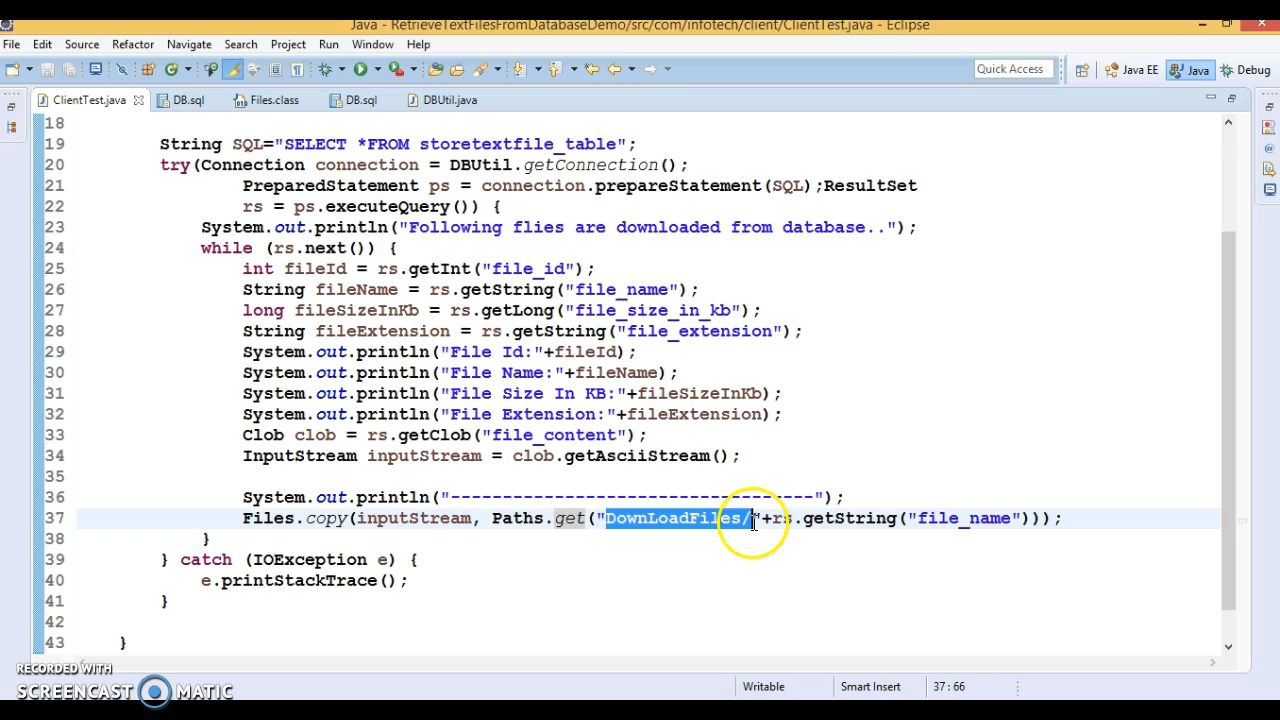 Java - RetrieveTextFilesFromDatabaseDemo/src/com/infotech/client/ClientTest.java - Eclipse
File Edit Source Refactor Navigate Search Project Run Window Help
Quick Access Java EE Java Debug
ClientTest.java DB.sql Files.class DB.sql DBUtil.java
18
19 String SQL="SELECT *FROM storetextfile_table";
20 try(Connection connection = DBUtil.getConnection();
21 PreparedStatement ps = connection.prepareStatement(SQL);ResultSet
22 rs = ps.executeQuery()) {
23 System.out.println("Following flies are downloaded from database..");
24 while (rs.next()) {
25 int fileId = rs.getInt("file_id");
26 String fileName = rs.getString("file_name");
27 long fileSizeInKb = rs.getLong("file_size_in_kb");
28 String fileExtension = rs.getString("file_extension");
29 System.out.println("File Id:"+fileId);
30 System.out.println("File Name:"+fileName);
31 System.out.println("File Size In KB:"+fileSizeInKb);
32 System.out.println("File Extension:"+fileExtension);
33 Clob clob = rs.getClob("file_content");
34 InputStream inputStream = clob.getAsciiStream();
35
36 System.out.println("-----------------------------------");
37 Files.copy(inputStream, Paths.get("DownLoadFiles/"+rs.getString("file_name")));
38 }
39 } catch (IOException e) {
40 e.printStackTrace();
41 }
42
43 }
RECORDED WITH
SCREENCAST MATIC
Writable Smart Insert 37 : 66